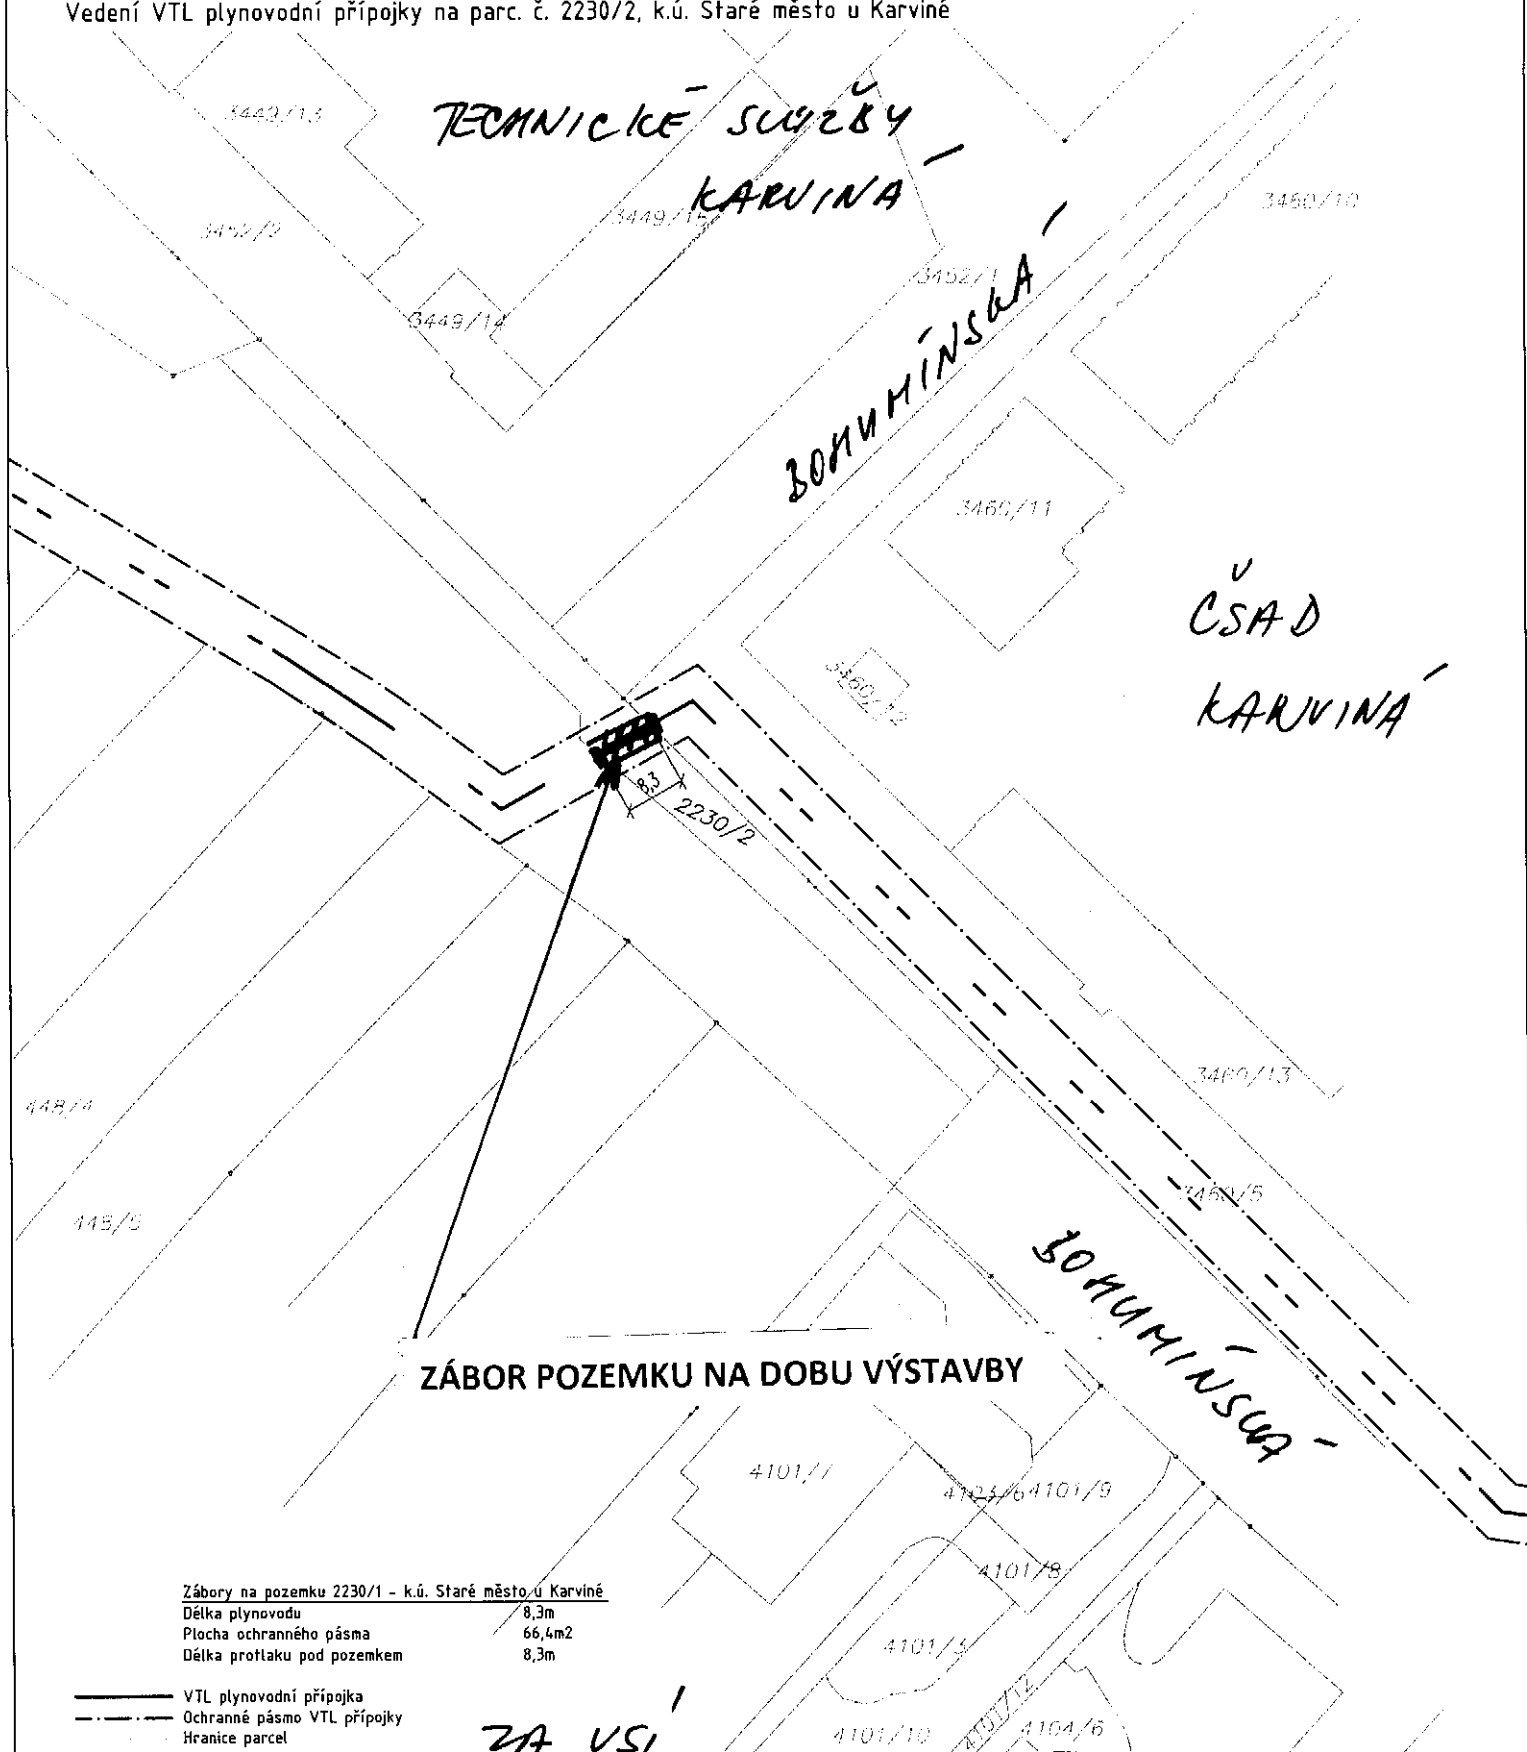 Vedení VTL plynovodní přípojky na parc. č. 2230/2, k.ú. Staré město u Karviné
3449/13
TECHNICKÉ SLUŽBY
KARVINÁ
3452/2
3449/15
3460/10
3452/1
3449/14
BOHUMÍNSKÁ
3460/11
ČSAD
KARVINÁ
3460/12
8,3
2230/2
3460/13
448/4
3460/5
BOHUMÍNSKÁ
ZÁBOR POZEMKU NA DOBU VÝSTAVBY
4101/7
4101/9
4101/8
4101/3
Zábory na pozemku 2230/1 - k.ú. Staré město u Karviné
Délka plynovodu 8,3m
Plocha ochranného pásma 66,4m2
Délka protlaku pod pozemkem 8,3m
VTL plynovodní přípojka
Ochranné pásmo VTL přípojky
Hranice parcel
ZA VSÍ
4101/10
4101/12
4104/6